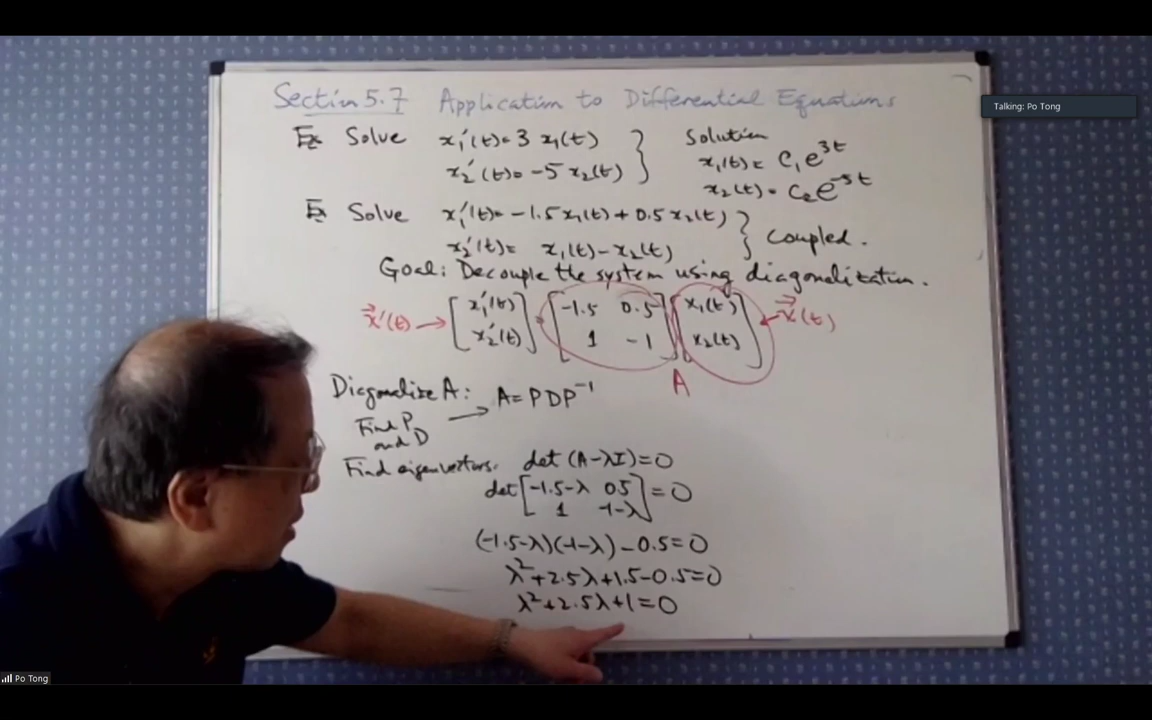 Section 5.7 Application to Differential Equations
Talking: Po Tong
Ex Solve x₁'(t)=3 x₁(t)
x₂'(t)=-5 x₂(t)
Solution
x₁(t)= c₁e^{3t}
x₂(t)= c₂e^{-5t}
Ex Solve x₁'(t)=-1.5x₁(t)+0.5x₂(t)
x₂'(t)= x₁(t)-x₂(t)
Coupled.
Goal: Decouple the system using diagonalization.
x⃗'(t) → [x₁'(t) x₂'(t)] = [-1.5 0.5 1 -1] [x₁(t) x₂(t)] ← x⃗(t)
A
Diagonalize A: A=PDP⁻¹
Find P
and D →
Find eigenvectors. det (A-λI)=0
det [-1.5-λ 0.5 1 -1-λ] =0
(-1.5-λ)(-1-λ)-0.5=0
λ²+2.5λ+1.5-0.5=0
λ²+2.5λ+1=0
Po Tong